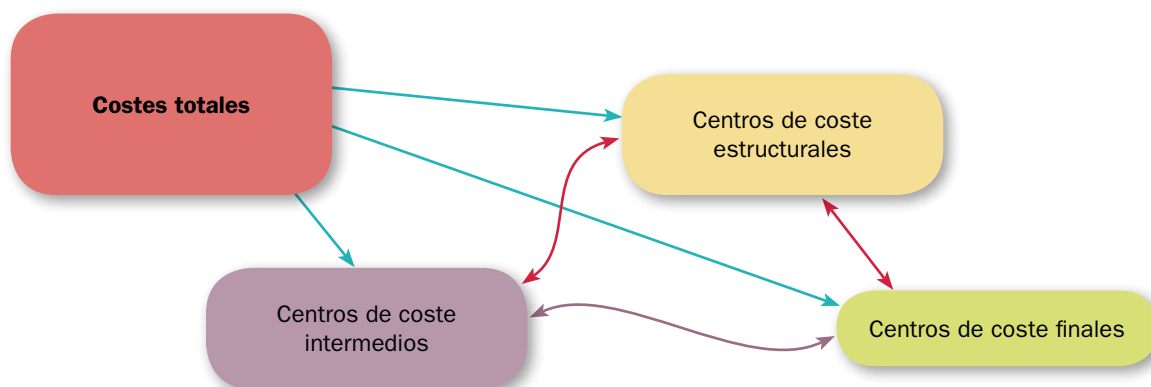 Costes totales
Centros de coste
estructurales
Centros de coste
intermedios
Centros de coste finales